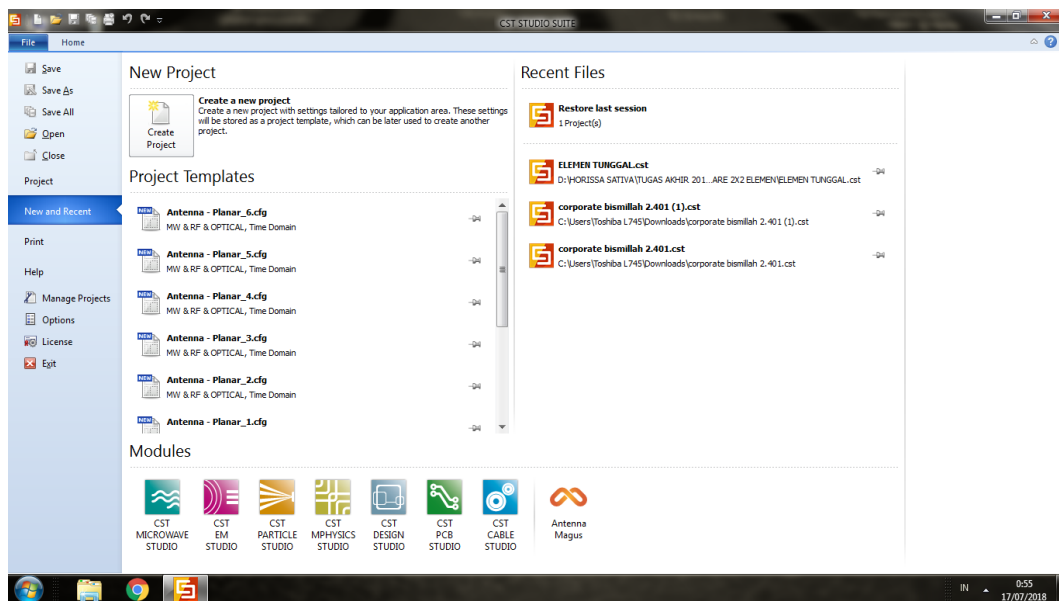 CST STUDIO SUITE
File Home
Save
Save As
Save All
Open
Close
Project
New and Recent
Print
Help
Manage Projects
Options
License
Exit
New Project
Create Project
Create a new project
Create a new project with settings tailored to your application area. These settings
will be stored as a project template, which can be later used to create another
project.
Project Templates
NEW
Antenna - Planar_6.cfg
MW & RF & OPTICAL, Time Domain
NEW
Antenna - Planar_5.cfg
MW & RF & OPTICAL, Time Domain
NEW
Antenna - Planar_4.cfg
MW & RF & OPTICAL, Time Domain
NEW
Antenna - Planar_3.cfg
MW & RF & OPTICAL, Time Domain
NEW
Antenna - Planar_2.cfg
MW & RF & OPTICAL, Time Domain
NEW
Antenna - Planar_1.cfg
Recent Files
Restore last session
1 Project(s)
ELEMEN TUNGGAL.cst
D:\HORISSA SATIVA\TUGAS AKHIR 201...ARE 2X2 ELEMEN\ELEMEN TUNGGAL.cst
corporate bismillah 2.401 (1).cst
C:\Users\Toshiba L745\Downloads\corporate bismillah 2.401 (1).cst
corporate bismillah 2.401.cst
C:\Users\Toshiba L745\Downloads\corporate bismillah 2.401.cst
Modules
CST MICROWAVE STUDIO
CST EM STUDIO
CST PARTICLE STUDIO
CST MPHYSICS STUDIO
CST DESIGN STUDIO
CST PCB STUDIO
CST CABLE STUDIO
Antenna Magus
IN
0:55
17/07/2018